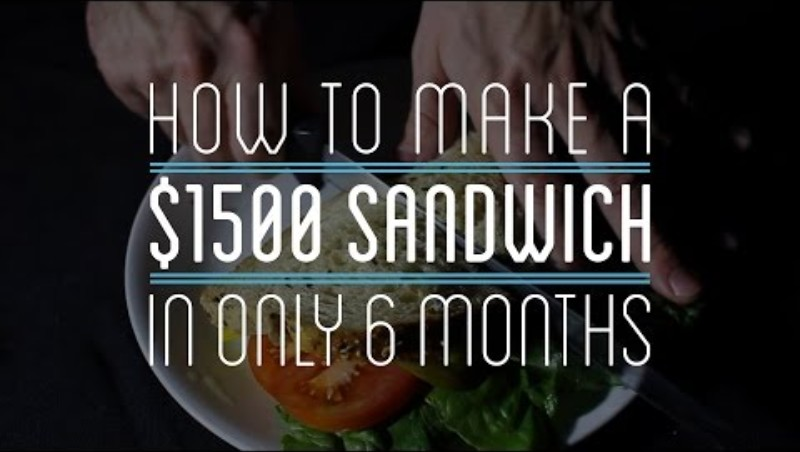 HOW TO MAKE A
$1500 SANDWICH
IN ONLY 6 MONTHS